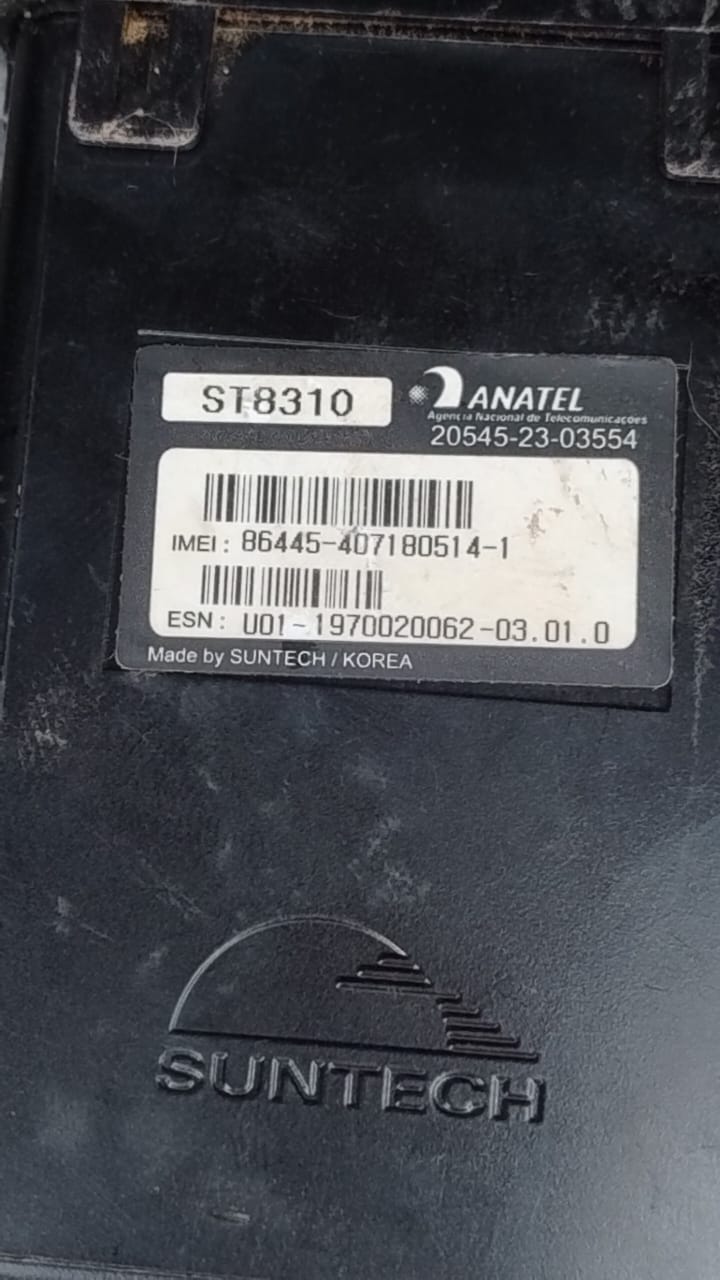 ST8310
ANATEL
Agência Nacional de Telecomunicações
20545-23-03554
IMEI: 86445-407180514-1
ESN: U01-1970020062-03.01.0
Made by SUNTECH / KOREA
SUNTECH